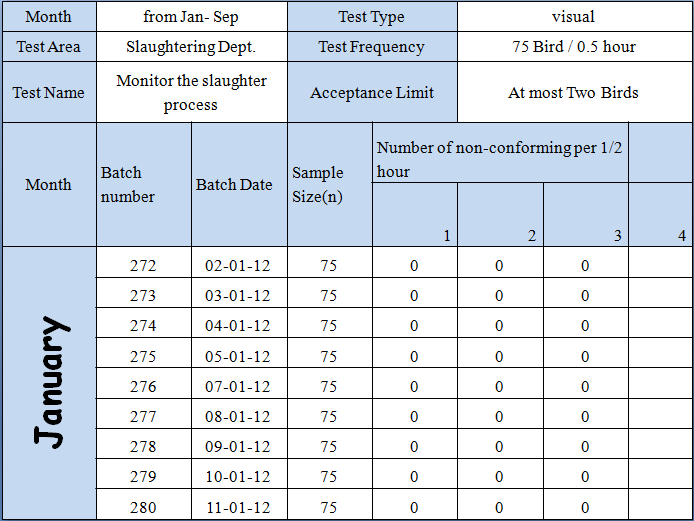 Month from Jan- Sep Test Type visual
Test Area Slaughtering Dept. Test Frequency 75 Bird / 0.5 hour
Test Name Monitor the slaughter process Acceptance Limit At most Two Birds
Month Batch number Batch Date Sample Size(n) Number of non-conforming per 1/2 hour
1 2 3 4
January
272 02-01-12 75 0 0 0
273 03-01-12 75 0 0 0
274 04-01-12 75 0 0 0
275 05-01-12 75 0 0 0
276 07-01-12 75 0 0 0
277 08-01-12 75 0 0 0
278 09-01-12 75 0 0 0
279 10-01-12 75 0 0 0
280 11-01-12 75 0 0 0